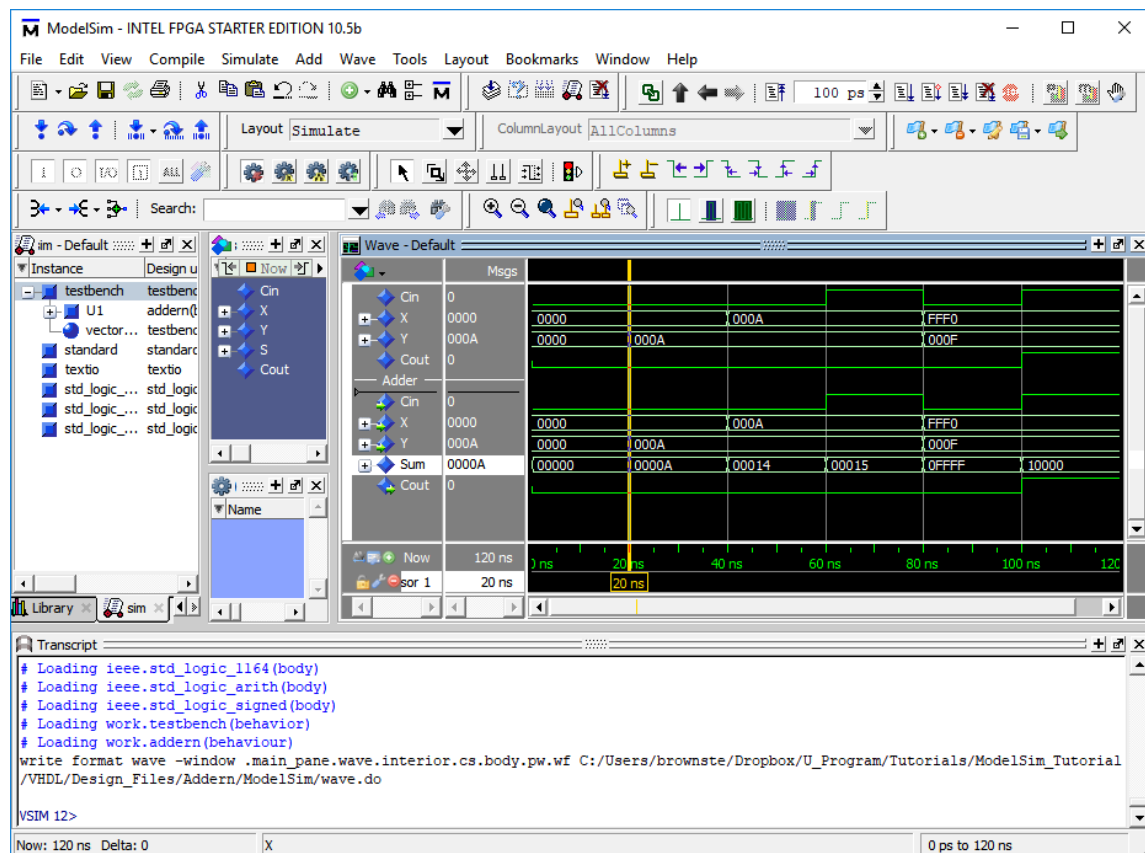 ModelSim - INTEL FPGA STARTER EDITION 10.5b
File Edit View Compile Simulate Add Wave Tools Layout Bookmarks Window Help
100 ps
Layout Simulate ColumnLayout AllColumns
I O I/O ALL
Search:
sim - Default
Instance Design u
testbench testbenc
U1 addern(b
vector... testbenc
standard standarc
textio textio
std_logic_... std_logic
std_logic_... std_logic
std_logic_... std_logic
Library sim
Now
Cin
X
Y
S
Cout
Name
Wave - Default
Msgs
Cin 0
X 0000 0000 000A FFF0
Y 000A 0000 000A 000F
Cout 0
Adder
Cin 0
X 0000 0000 000A FFF0
Y 000A 0000 000A 000F
Sum 0000A 00000 0000A 00014 00015 0FFFF 10000
Cout 0
Now 120 ns ns 20 ns 40 ns 60 ns 80 ns 100 ns 120
sor 1 20 ns 20 ns
Transcript
# Loading ieee.std_logic_1164(body)
# Loading ieee.std_logic_arith(body)
# Loading ieee.std_logic_signed(body)
# Loading work.testbench(behavior)
# Loading work.addern(behaviour)
write format wave -window .main_pane.wave.interior.cs.body.pw.wf C:/Users/brownste/Dropbox/U_Program/Tutorials/ModelSim_Tutorial
/VHDL/Design_Files/Addern/ModelSim/wave.do
VSIM 12>
Now: 120 ns Delta: 0 X 0 ps to 120 ns